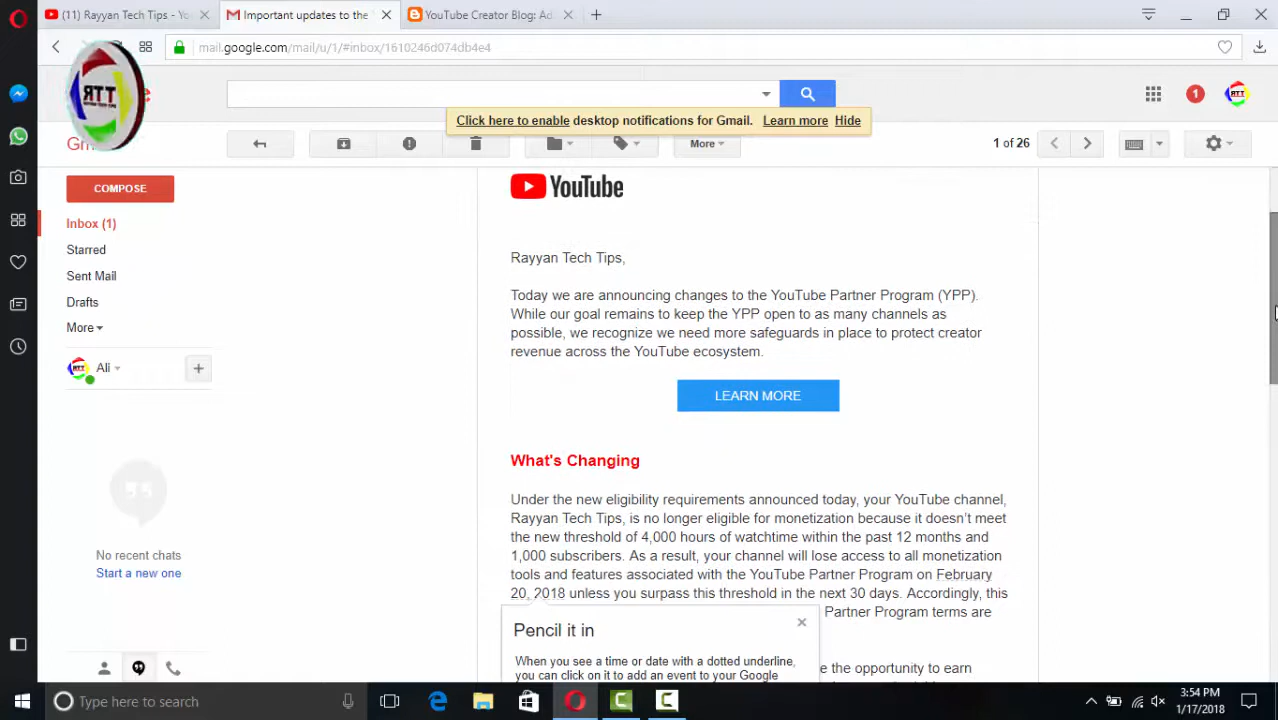 (11) Rayyan Tech Tips - Yo
Important updates to the
YouTube Creator Blog: Ad
mail.google.com/mail/u/1/#inbox/1610246d074db4e4
RTT
RAYYAN TECH TIPS
1
Click here to enable desktop notifications for Gmail. Learn more Hide
More
1 of 26
COMPOSE
Inbox (1)
Starred
Sent Mail
Drafts
More
Ali
No recent chats
Start a new one
YouTube
Rayyan Tech Tips,
Today we are announcing changes to the YouTube Partner Program (YPP).
While our goal remains to keep the YPP open to as many channels as
possible, we recognize we need more safeguards in place to protect creator
revenue across the YouTube ecosystem.
LEARN MORE
What's Changing
Under the new eligibility requirements announced today, your YouTube channel,
Rayyan Tech Tips, is no longer eligible for monetization because it doesn't meet
the new threshold of 4,000 hours of watchtime within the past 12 months and
1,000 subscribers. As a result, your channel will lose access to all monetization
tools and features associated with the YouTube Partner Program on February
20, 2018 unless you surpass this threshold in the next 30 days. Accordingly, this
Partner Program terms are
the opportunity to earn
Pencil it in
When you see a time or date with a dotted underline,
you can click on it to add an event to your Google
Type here to search
3:54 PM
1/17/2018